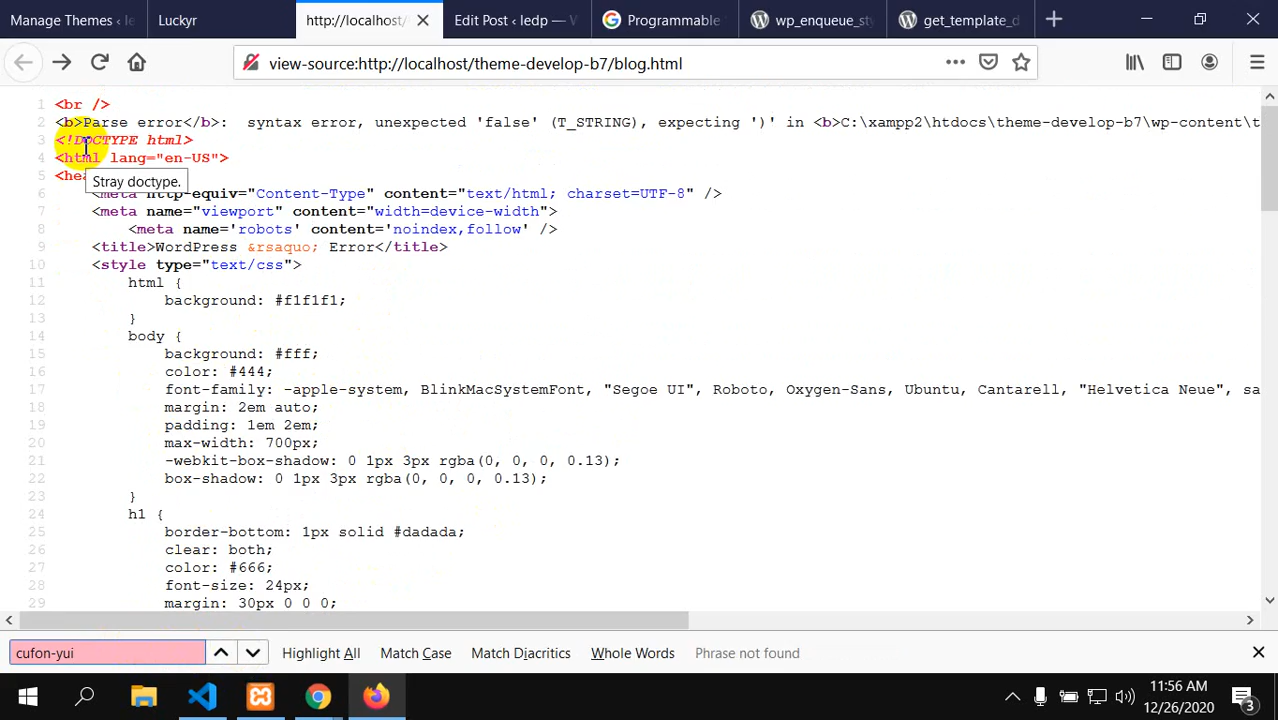 Manage Themes ‹ le
Luckyr
http://localhost/
Edit Post ‹ ledp — W
Programmable
wp_enqueue_sty
get_template_d
view-source:http://localhost/theme-develop-b7/blog.html
1 <br />
2 <b>Parse error</b>:  syntax error, unexpected 'false' (T_STRING), expecting ')' in <b>C:\xampp2\htdocs\theme-develop-b7\wp-content\t
3 <!DOCTYPE html>
4 <html lang="en-US">
5 <hea
Stray doctype.
6 <meta http-equiv="Content-Type" content="text/html; charset=UTF-8" />
7 <meta name="viewport" content="width=device-width">
8 <meta name='robots' content='noindex,follow' />
9 <title>WordPress &rsaquo; Error</title>
10 <style type="text/css">
11 html {
12 background: #f1f1f1;
13 }
14 body {
15 background: #fff;
16 color: #444;
17 font-family: -apple-system, BlinkMacSystemFont, "Segoe UI", Roboto, Oxygen-Sans, Ubuntu, Cantarell, "Helvetica Neue", sa
18 margin: 2em auto;
19 padding: 1em 2em;
20 max-width: 700px;
21 -webkit-box-shadow: 0 1px 3px rgba(0, 0, 0, 0.13);
22 box-shadow: 0 1px 3px rgba(0, 0, 0, 0.13);
23 }
24 h1 {
25 border-bottom: 1px solid #dadada;
26 clear: both;
27 color: #666;
28 font-size: 24px;
29 margin: 30px 0 0 0;
cufon-yui
Highlight All
Match Case
Match Diacritics
Whole Words
Phrase not found
11:56 AM
12/26/2020
3